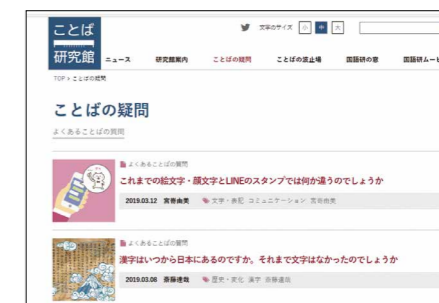 ことば
研究館
文字のサイズ 小 中 大
ニュース 研究館案内 ことばの疑問 ことばの波止場 国語研の窓 国語研ムービ
TOP > ことばの疑問
ことばの疑問
よくあることばの質問
よくあることばの質問
これまでの絵文字・顔文字とLINEのスタンプでは何か違うのでしょうか
2019.03.12 宮嵜由美 文字・表記 コミュニケーション 宮嵜由美
よくあることばの質問
漢字はいつから日本にあるのですか。それまで文字はなかったのでしょうか
2019.03.08 斎藤達哉 歴史・変化 漢字 斎藤達哉